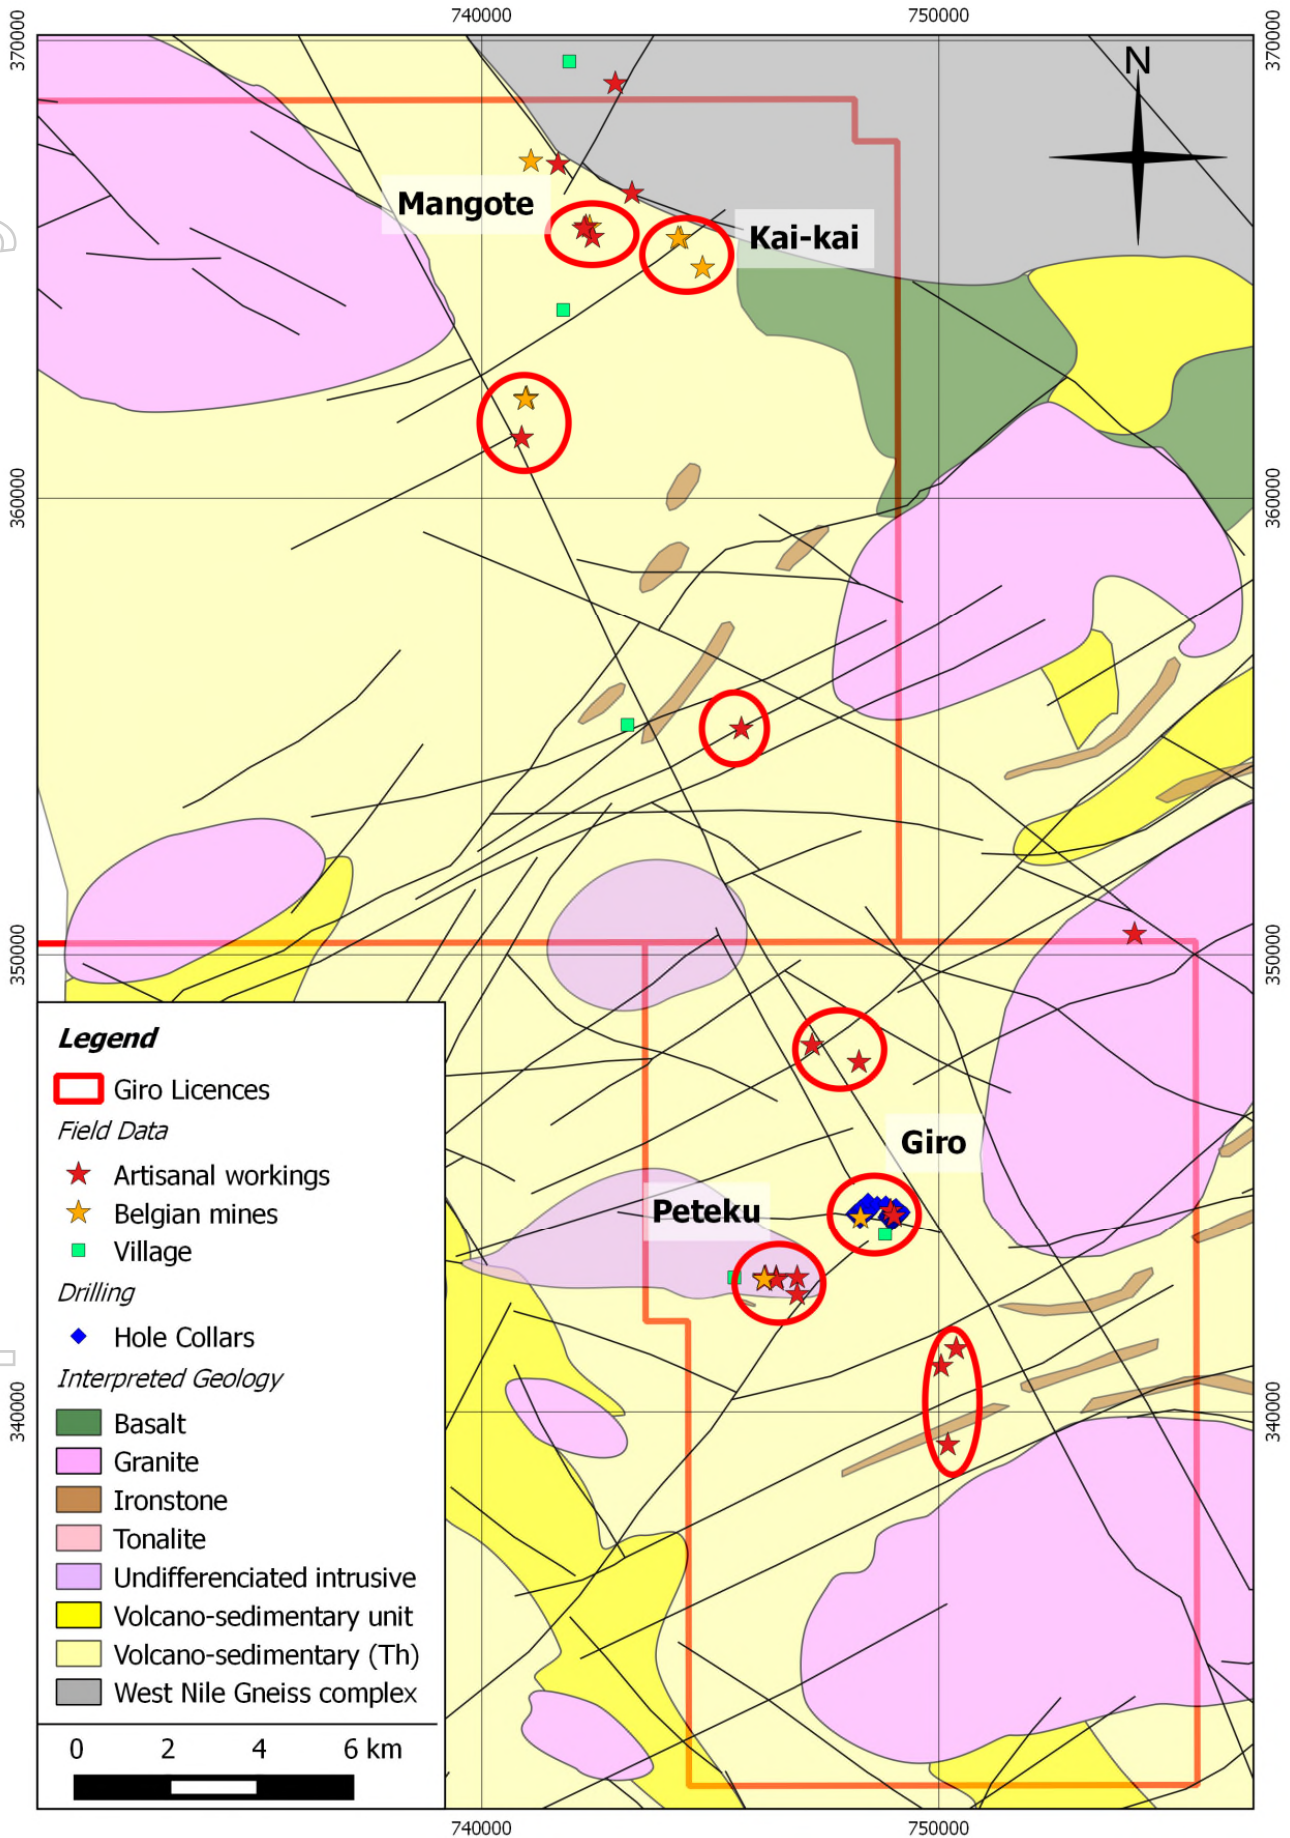 740000
750000
370000
370000
N
Mangote
Kai-kai
360000
360000
350000
350000
Giro
Peteku
340000
340000
Legend
Giro Licences
Field Data
Artisanal workings
Belgian mines
Village
Drilling
Hole Collars
Interpreted Geology
Basalt
Granite
Ironstone
Tonalite
Undifferenciated intrusive
Volcano-sedimentary unit
Volcano-sedimentary (Th)
West Nile Gneiss complex
0 2 4 6 km
740000
750000